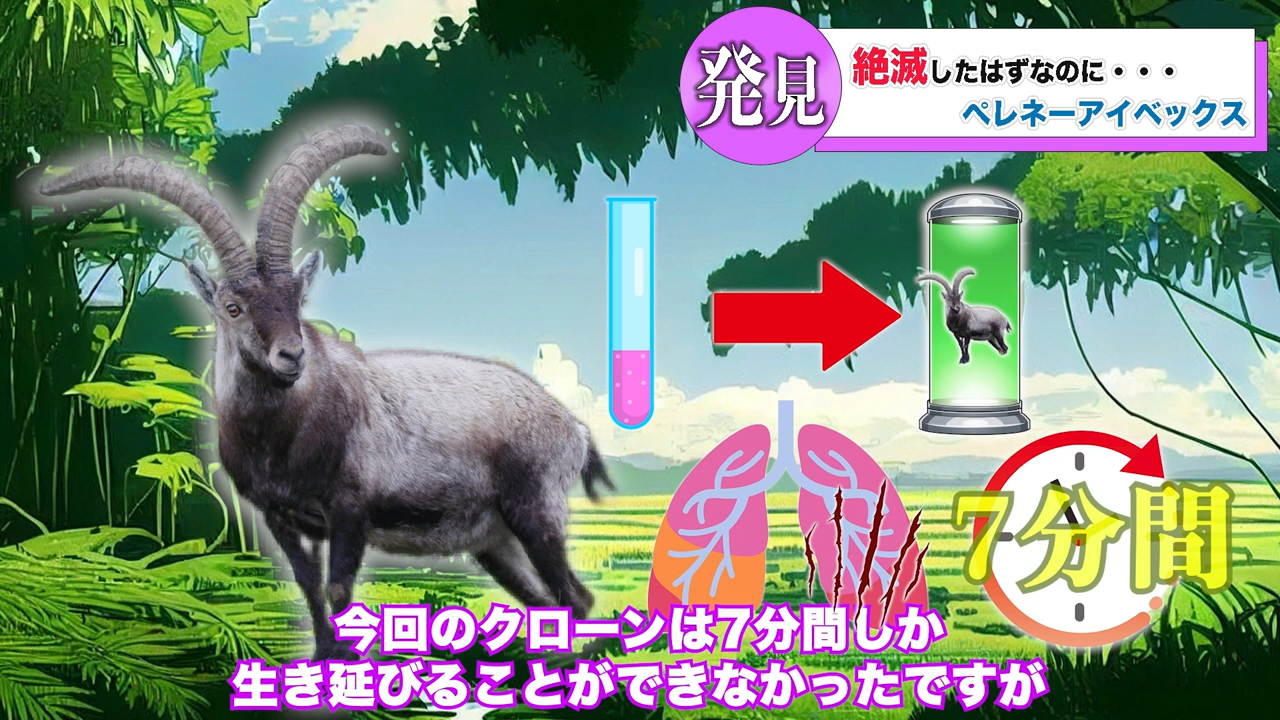 発見
絶滅したはずなのに・・・
ペレネーアイベックス
7分間
今回のクローンは7分間しか
生き延びることができなかったですが